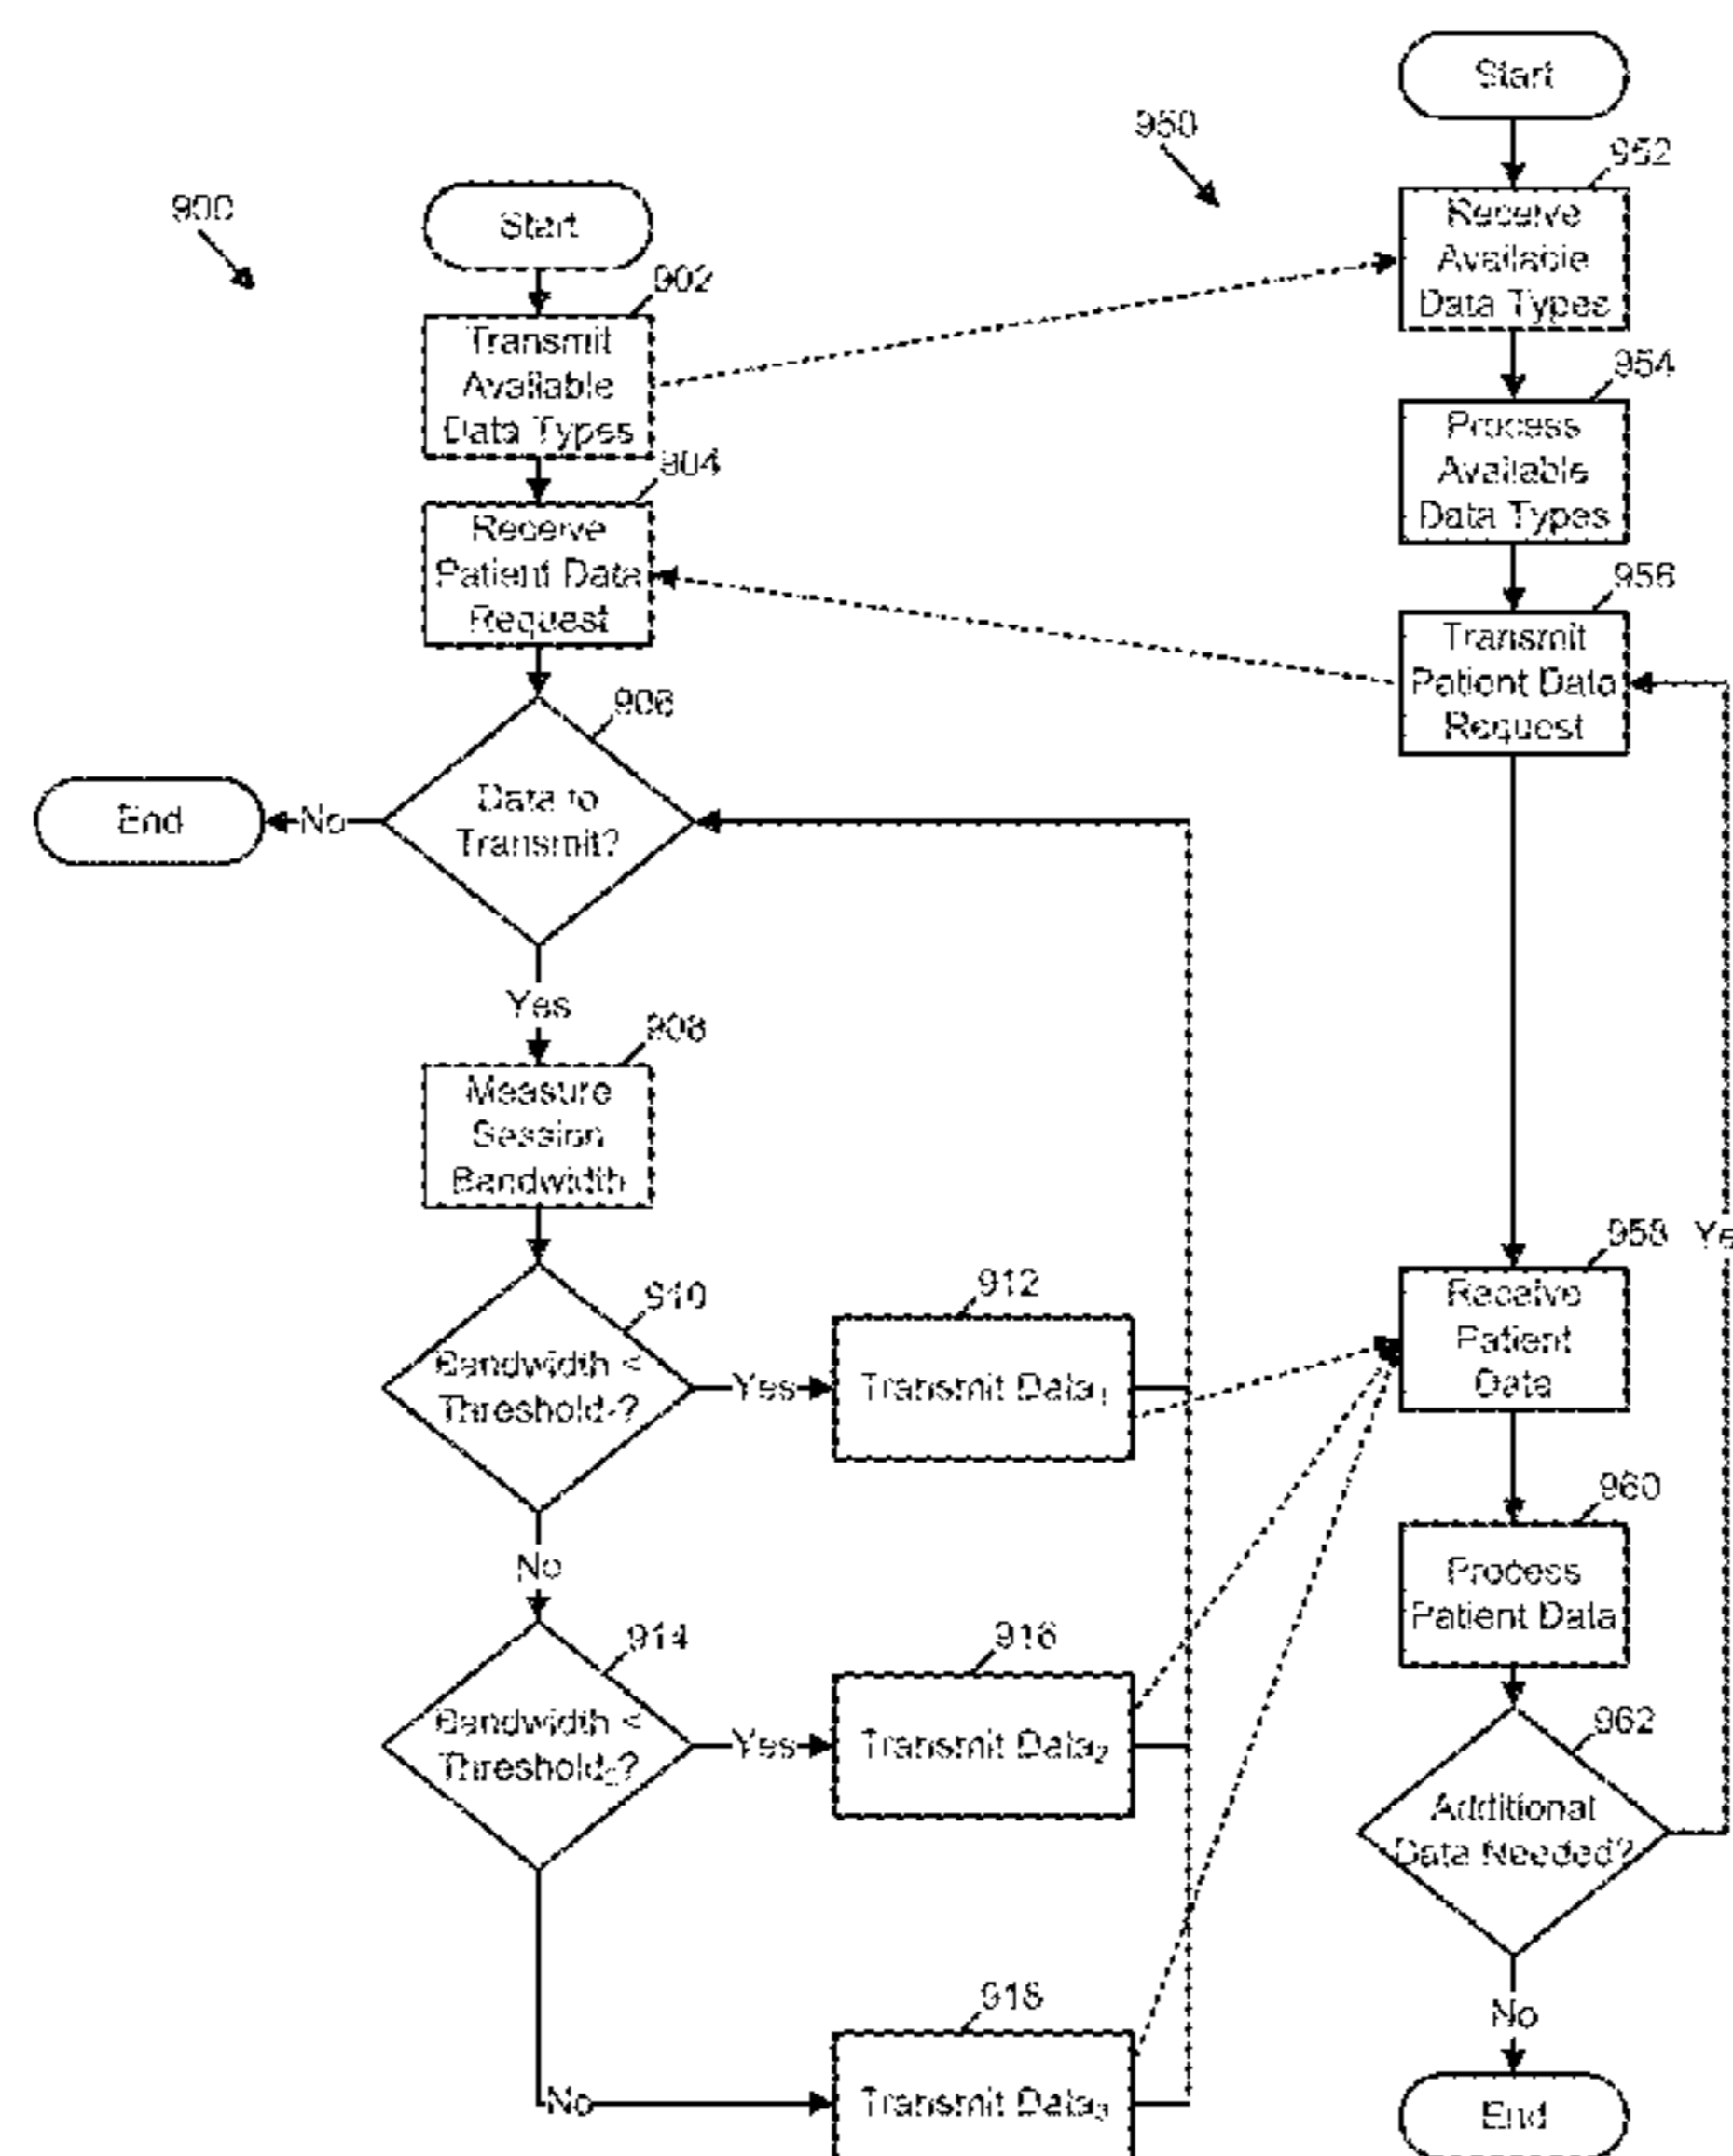 900
Start
902
Transmit
Available
Data Types
904
Receive
Patient Data
Request
906
Data to
Transmit?
No
End
Yes
908
Measure
Session
Bandwidth
910
Bandwidth <
Threshold₁?
Yes
912
Transmit Data₁
No
914
Bandwidth <
Threshold₂?
Yes
916
Transmit Data₂
No
918
Transmit Data₃
950
Start
952
Receive
Available
Data Types
954
Process
Available
Data Types
956
Transmit
Patient Data
Request
958
Receive
Patient
Data
960
Process
Patient Data
962
Additional
Data Needed?
Ye
No
End